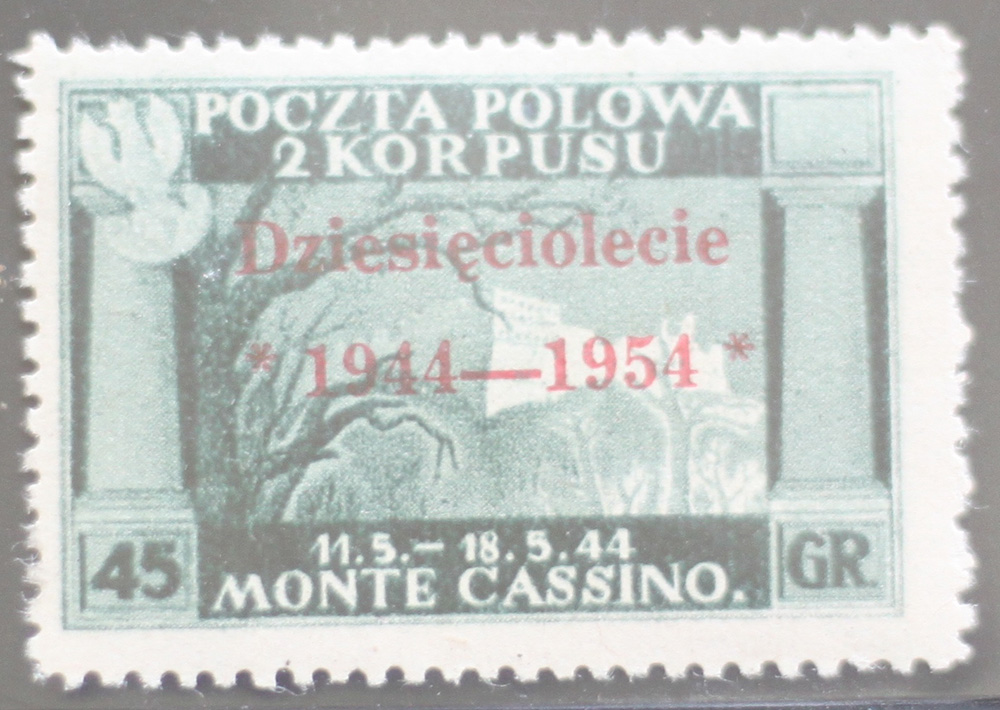 POCZTA POLOWA
2 KORPUSU
Dziesięciolecie
* 1944—1954 *
11.5.— 18.5.44
MONTE CASSINO.
45 GR.